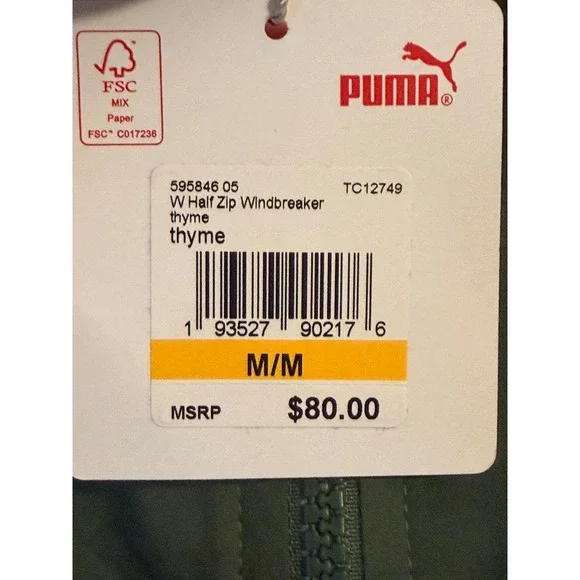 FSC
MIX
Paper
FSC™ C017236
PUMA®
595846 05 TC12749
W Half Zip Windbreaker
thyme
thyme
1 93527 90217 6
M/M
MSRP $80.00